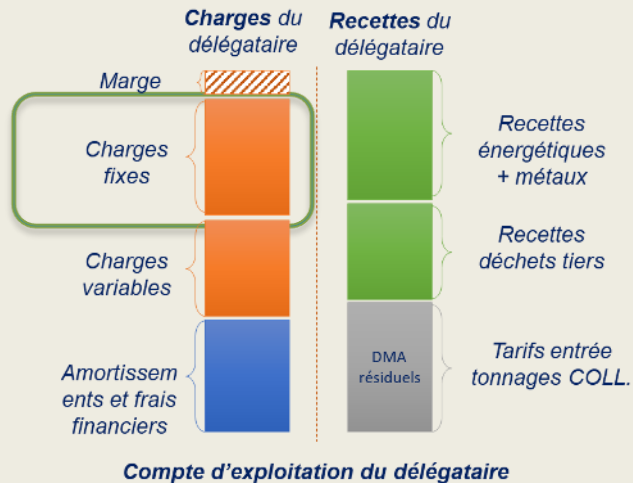 Charges du
délégataire
Recettes du
délégataire
Marge
Charges
fixes
Charges
variables
Amortissem
ents et frais
financiers
Recettes
énergétiques
+ métaux
Recettes
déchets tiers
DMA
résiduels
Tarifs entrée
tonnages COLL.
Compte d'exploitation du délégataire